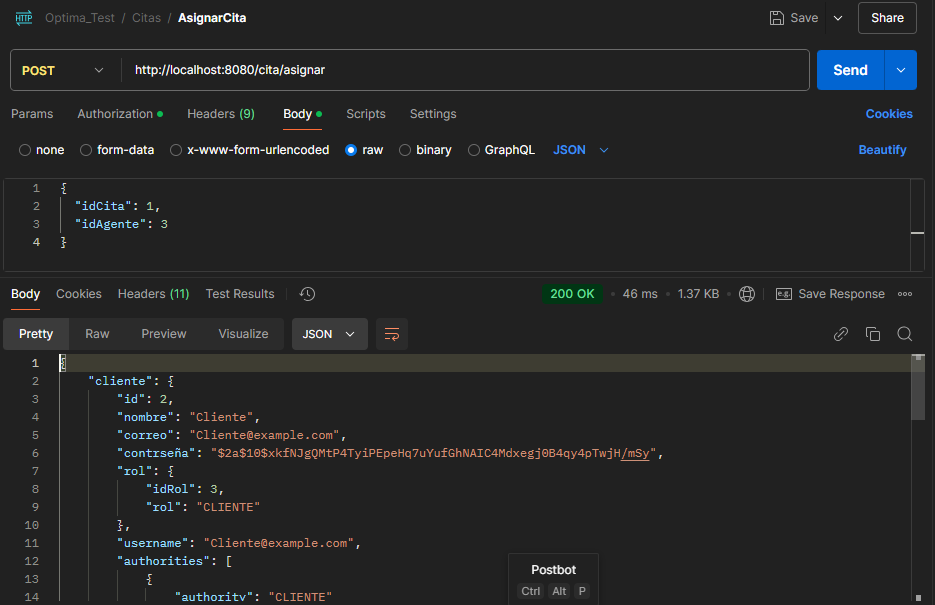 HTTP Optima_Test / Citas / AsignarCita Save Share
POST http://localhost:8080/cita/asignar Send
Params Authorization Headers (9) Body Scripts Settings Cookies
none form-data x-www-form-urlencoded raw binary GraphQL JSON Beautify
1 {
2 "idCita": 1,
3 "idAgente": 3
4 }
Body Cookies Headers (11) Test Results 200 OK • 46 ms • 1.37 KB • e.g. Save Response
Pretty Raw Preview Visualize JSON
1 {
2 "cliente": {
3 "id": 2,
4 "nombre": "Cliente",
5 "correo": "Cliente@example.com",
6 "contrseña": "$2a$10$xkfNJgQMtP4TyiPEpeHq7uYufGhNAIC4Mdxegj0B4qy4pTwjH/mSy",
7 "rol": {
8 "idRol": 3,
9 "rol": "CLIENTE"
10 },
11 "username": "Cliente@example.com",
12 "authorities": [
13 {
14 "authority": "CLIENTE"
Postbot
Ctrl Alt P